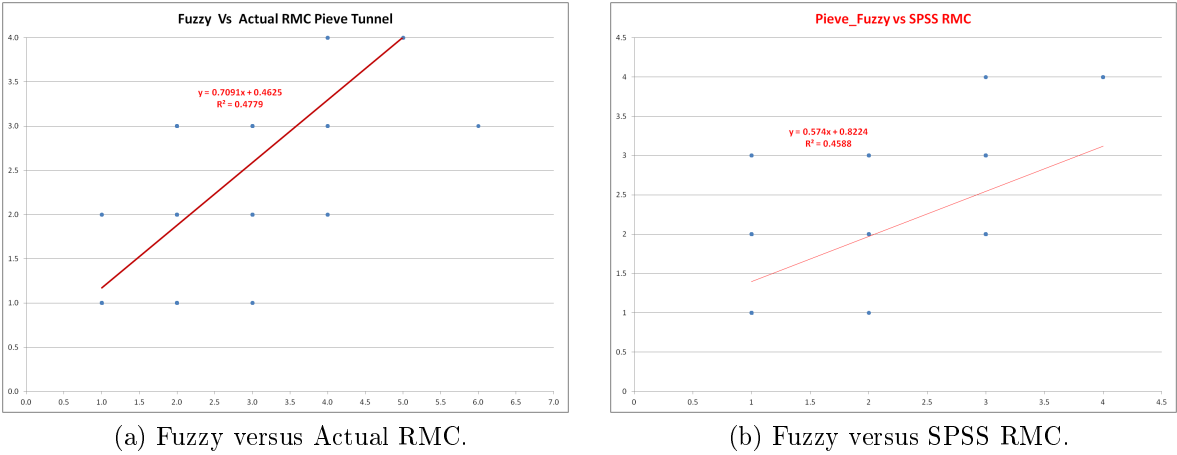 Fuzzy Vs Actual RMC Pieve Tunnel
4.0
3.5
3.0
2.5
2.0
1.5
1.0
0.5
0.0
y = 0.7091x + 0.4625
R² = 0.4779
0.0 0.5 1.0 1.5 2.0 2.5 3.0 3.5 4.0 4.5 5.0 5.5 6.0 6.5 7.0
(a) Fuzzy versus Actual RMC.
Pieve_Fuzzy vs SPSS RMC
4.5
4
3.5
3
2.5
2
1.5
1
0.5
0
y = 0.574x + 0.8224
R² = 0.4588
0 0.5 1 1.5 2 2.5 3 3.5 4 4.5
(b) Fuzzy versus SPSS RMC.